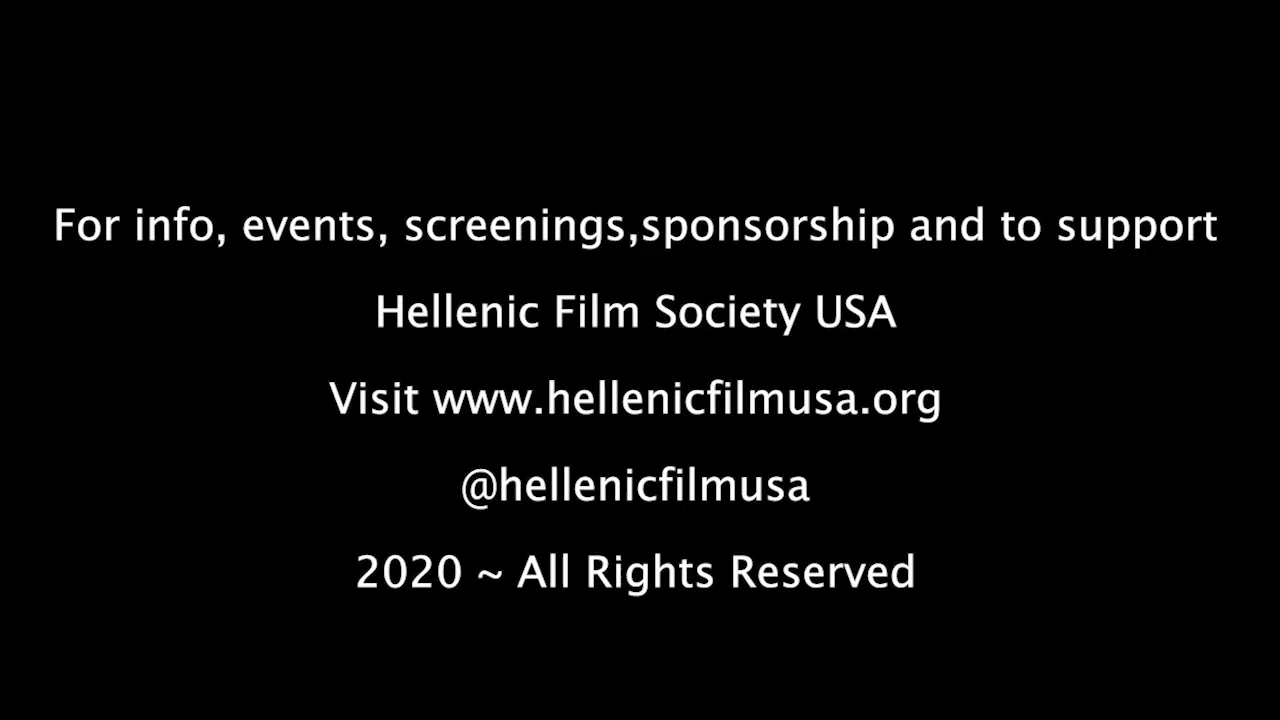 For info, events, screenings,sponsorship and to support
Hellenic Film Society USA
Visit www.hellenicfilmusa.org
@hellenicfilmusa
2020 ~ All Rights Reserved